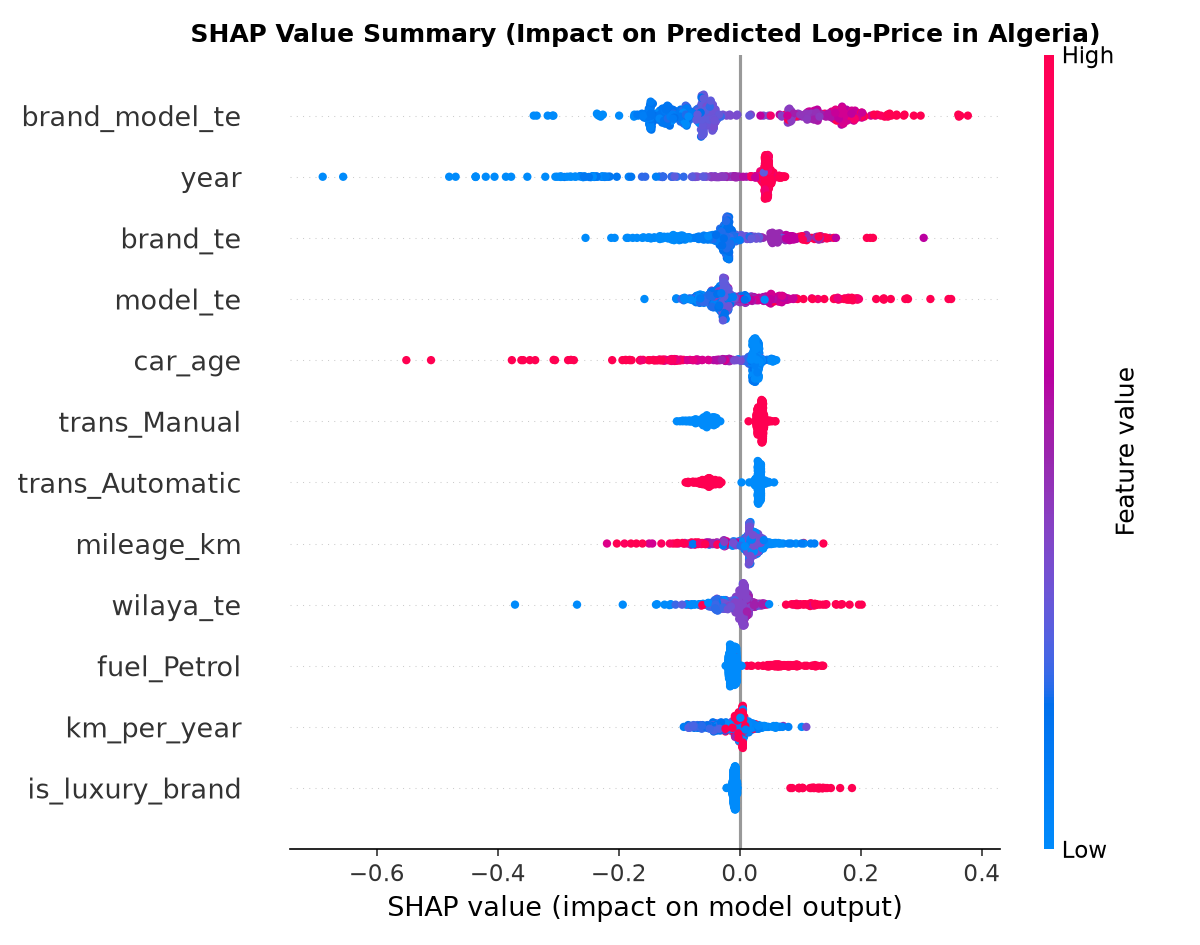 SHAP Value Summary (Impact on Predicted Log-Price in Algeria)
High
brand_model_te
year
brand_te
model_te
car_age
trans_Manual
trans_Automatic
mileage_km
wilaya_te
fuel_Petrol
km_per_year
is_luxury_brand
Feature value
Low
−0.6 −0.4 −0.2 0.0 0.2 0.4
SHAP value (impact on model output)